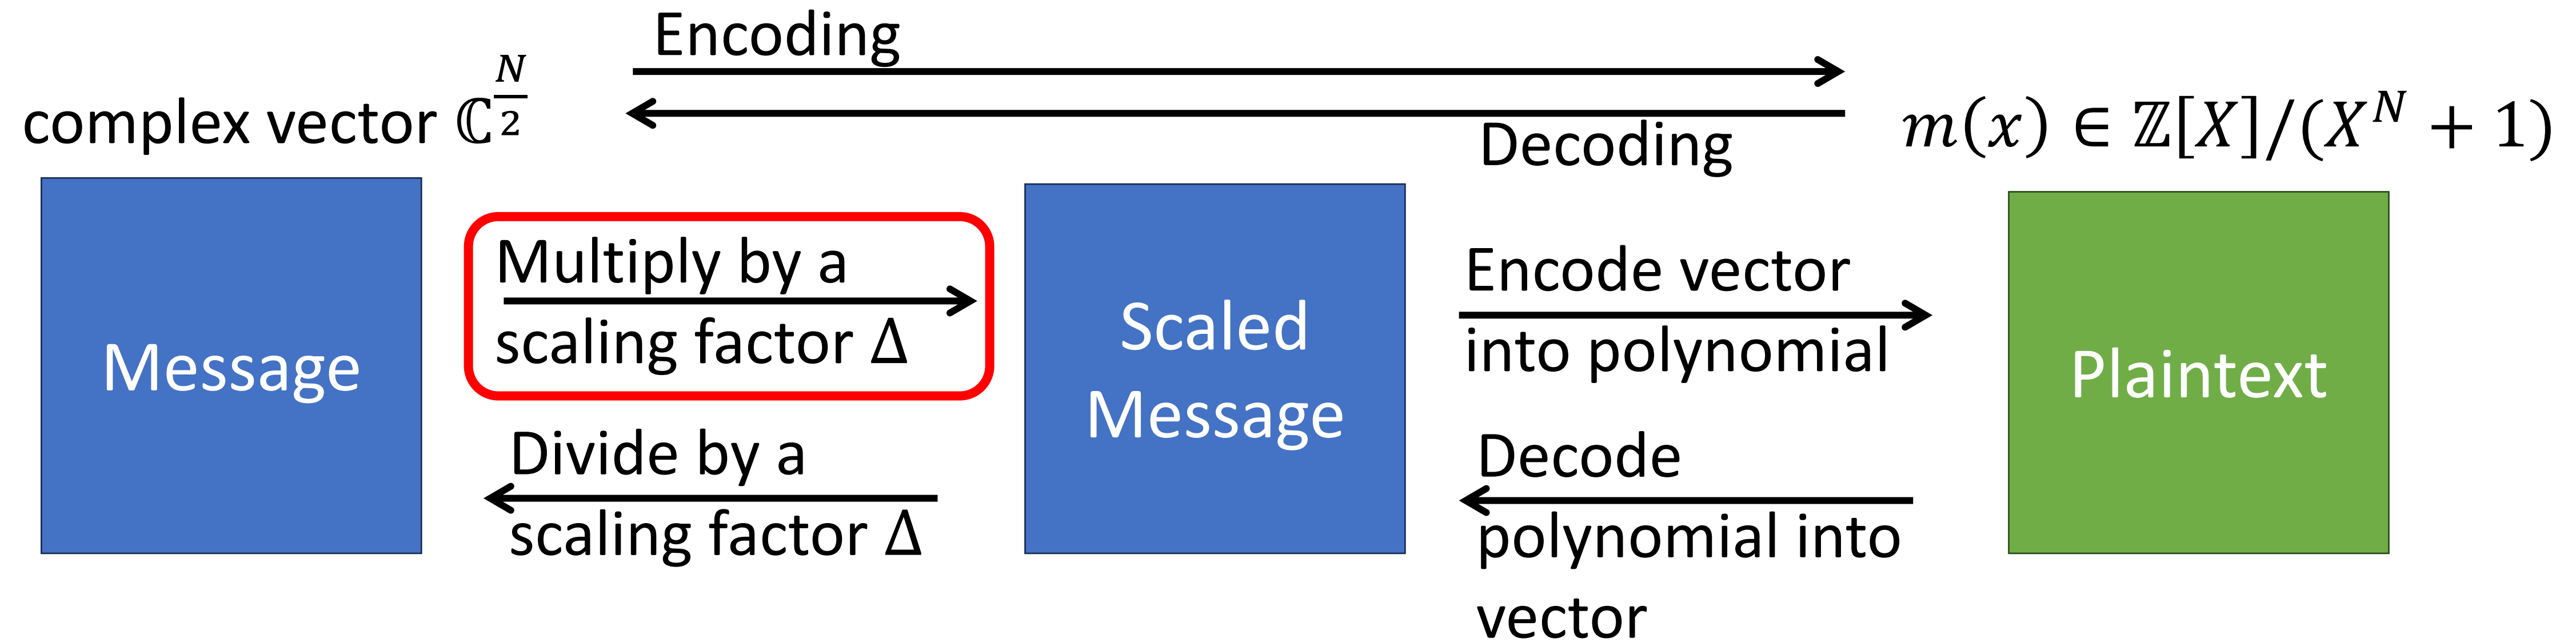 Encoding
complex vector ℂ^(N/2)
m(x) ∈ ℤ[X]/(X^N + 1)
Decoding
Message
Multiply by a
scaling factor Δ
Divide by a
scaling factor Δ
Scaled
Message
Encode vector
into polynomial
Decode
polynomial into
vector
Plaintext